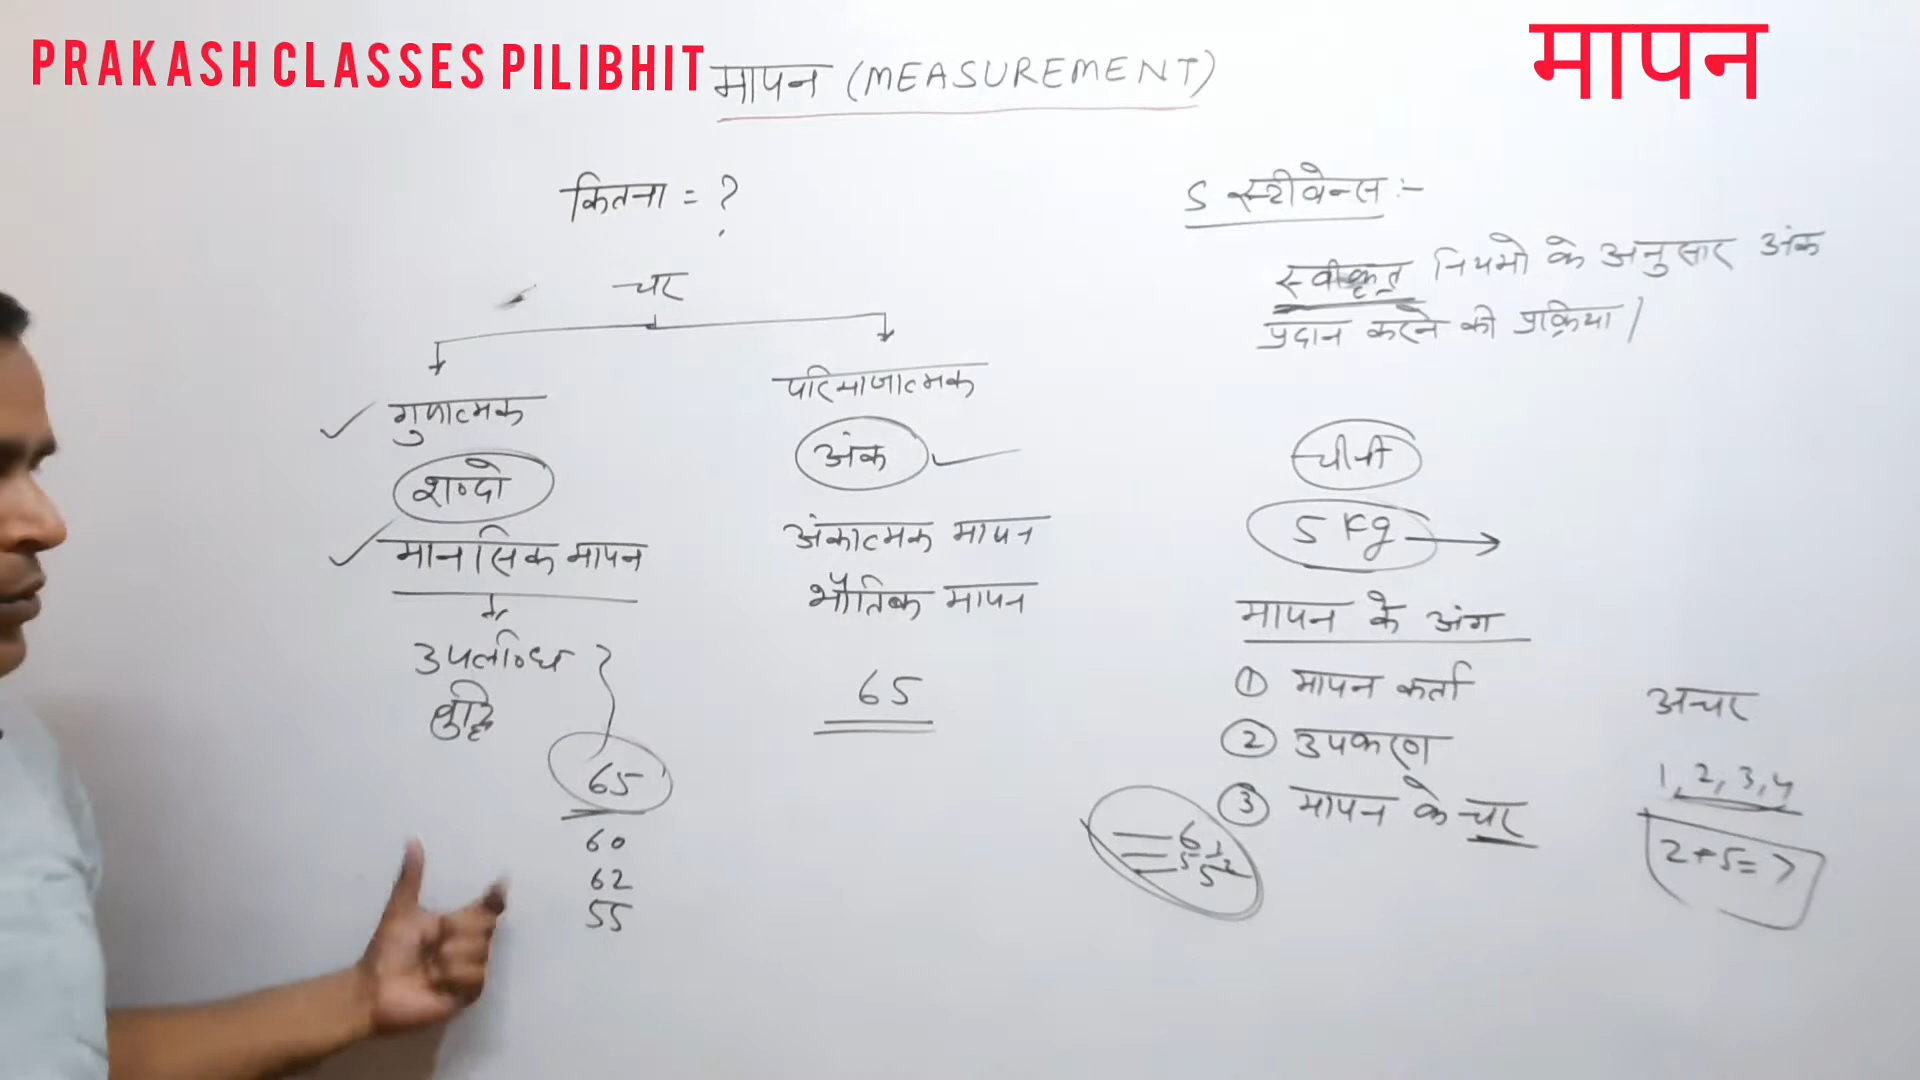 PRAKASH CLASSES PILIBHIT
मापन
मापन (MEASUREMENT)
कितना = ?
चर
गुणात्मक
शब्दो
मानसिक मापन
उपलब्धि
बुद्धि
65
60
62
55
परिमाणात्मक
अंक
अंकात्मक मापन
भौतिक मापन
65
S स्टीवेन्स :-
स्वीकृत नियमो के अनुसार अंक
प्रदान करने की प्रक्रिया /
चीनी
5 Kg
मापन के अंग
① मापन कर्ता
② उपकरण
③ मापन के चर
अचर
1, 2, 3, 4
2+5=7